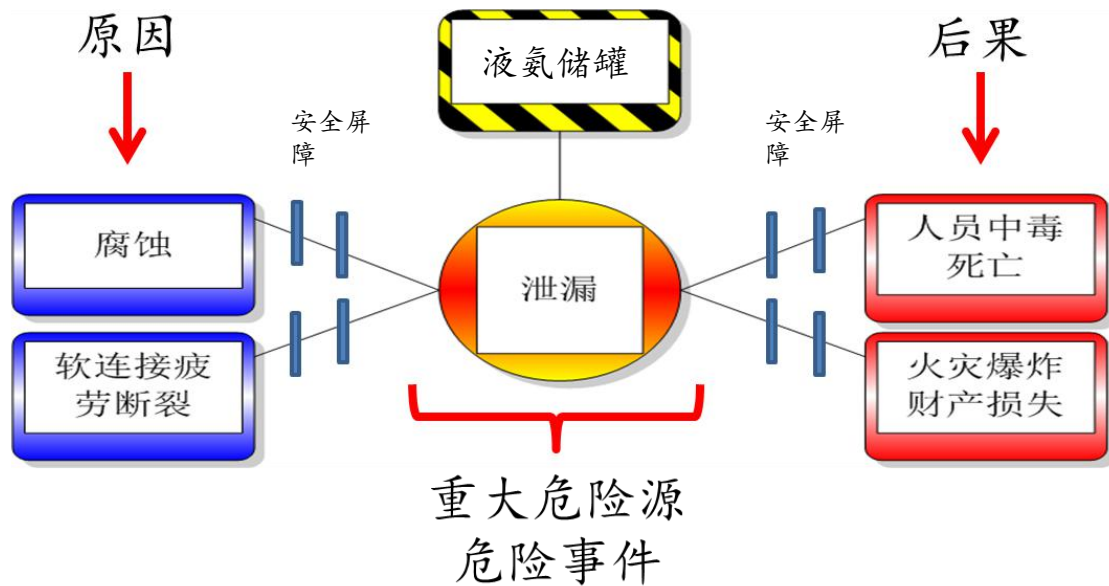 原因
后果
液氨储罐
安全屏
障
安全屏
障
腐蚀
泄漏
人员中毒
死亡
软连接疲
劳断裂
火灾爆炸
财产损失
重大危险源
危险事件